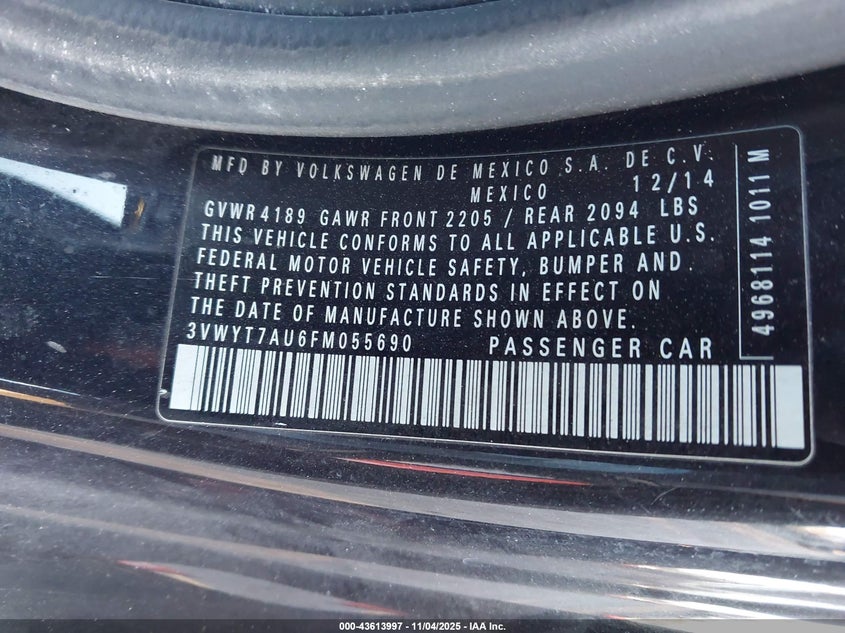 MFD BY VOLKSWAGEN DE MEXICO S.A. DE C.V.
MEXICO 12/14
GVWR 4189 GAWR FRONT 2205 / REAR 2094 LBS
THIS VEHICLE CONFORMS TO ALL APPLICABLE U.S.
FEDERAL MOTOR VEHICLE SAFETY, BUMPER AND
THEFT PREVENTION STANDARDS IN EFFECT ON
THE DATE OF MANUFACTURE SHOWN ABOVE.
3VWYT7AU6FM055690 PASSENGER CAR
4968114 1011 M
000-43613997 - 11/04/2025 - IAA Inc.